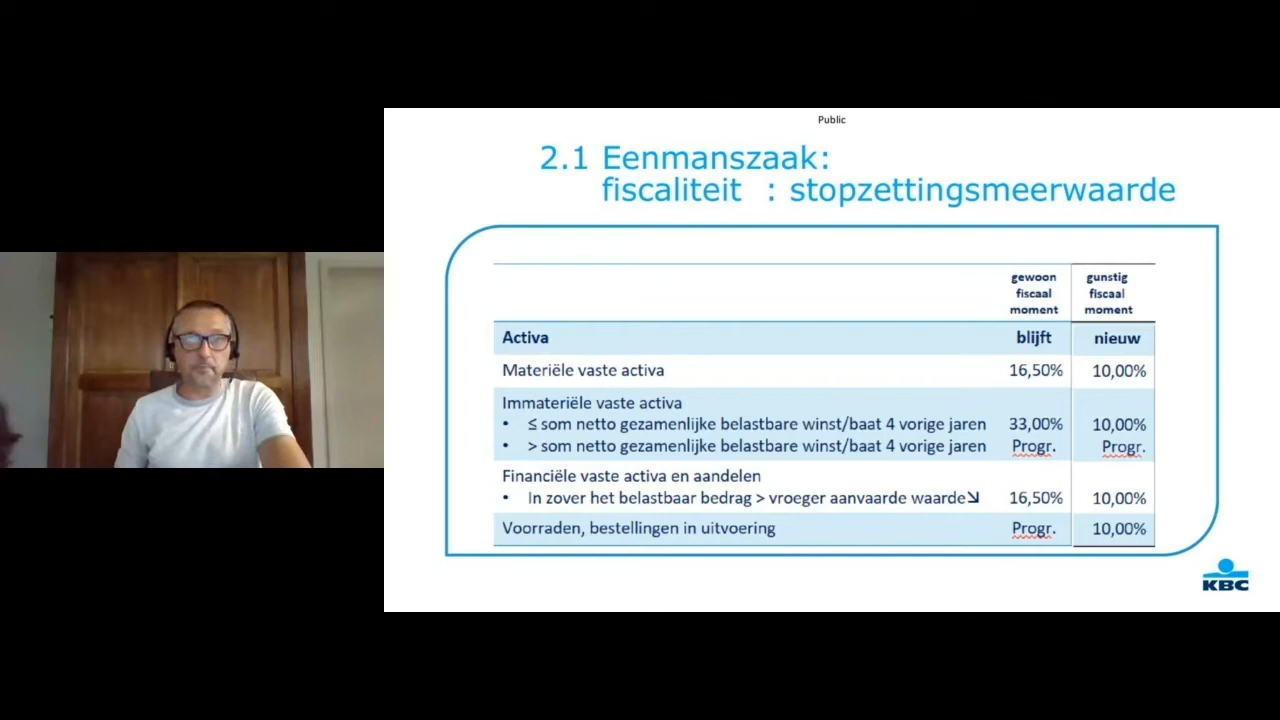 Public
2.1 Eenmanszaak:
fiscaliteit : stopzettingsmeerwaarde
gewoon fiscaal moment gunstig fiscaal moment
Activa blijft nieuw
Materiële vaste activa 16,50% 10,00%
Immateriële vaste activa
• ≤ som netto gezamenlijke belastbare winst/baat 4 vorige jaren 33,00% 10,00%
• > som netto gezamenlijke belastbare winst/baat 4 vorige jaren Progr. Progr.
Financiële vaste activa en aandelen
• In zover het belastbaar bedrag > vroeger aanvaarde waarde↘ 16,50% 10,00%
Voorraden, bestellingen in uitvoering Progr. 10,00%
KBC